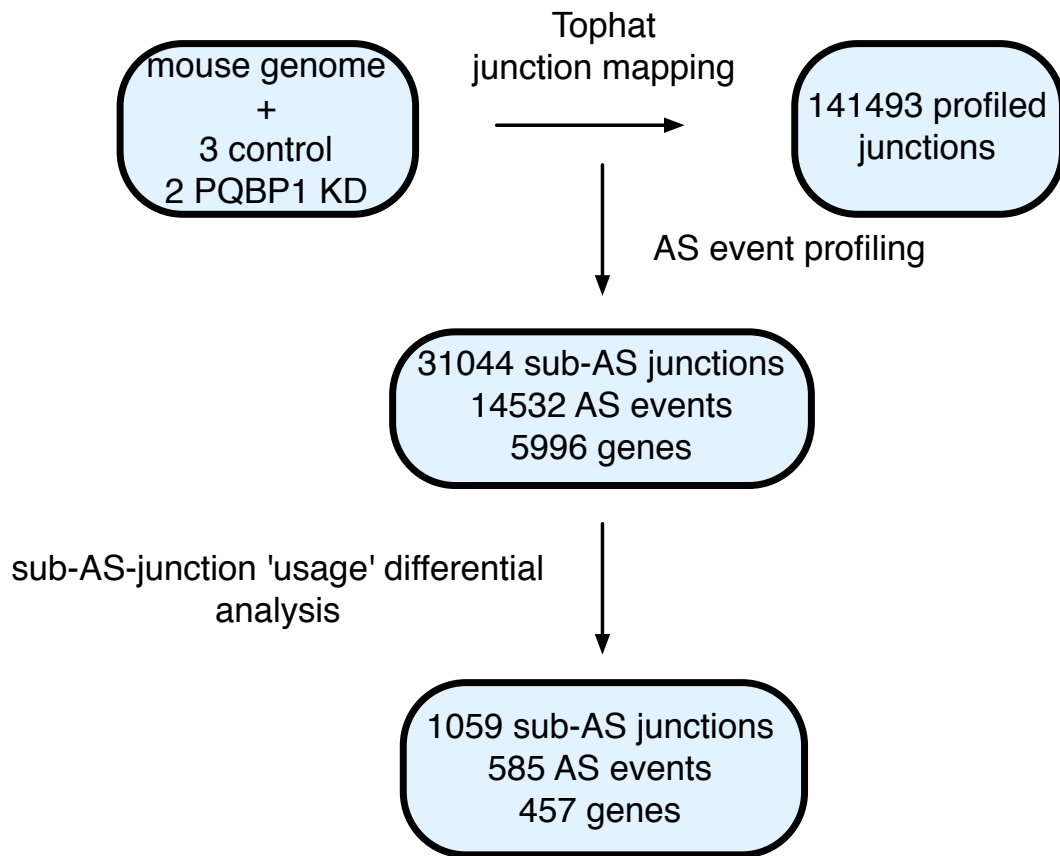 mouse genome
+
3 control
2 PQBP1 KD
Tophat
junction mapping
141493 profiled
junctions
AS event profiling
31044 sub-AS junctions
14532 AS events
5996 genes
sub-AS-junction 'usage' differential
analysis
1059 sub-AS junctions
585 AS events
457 genes